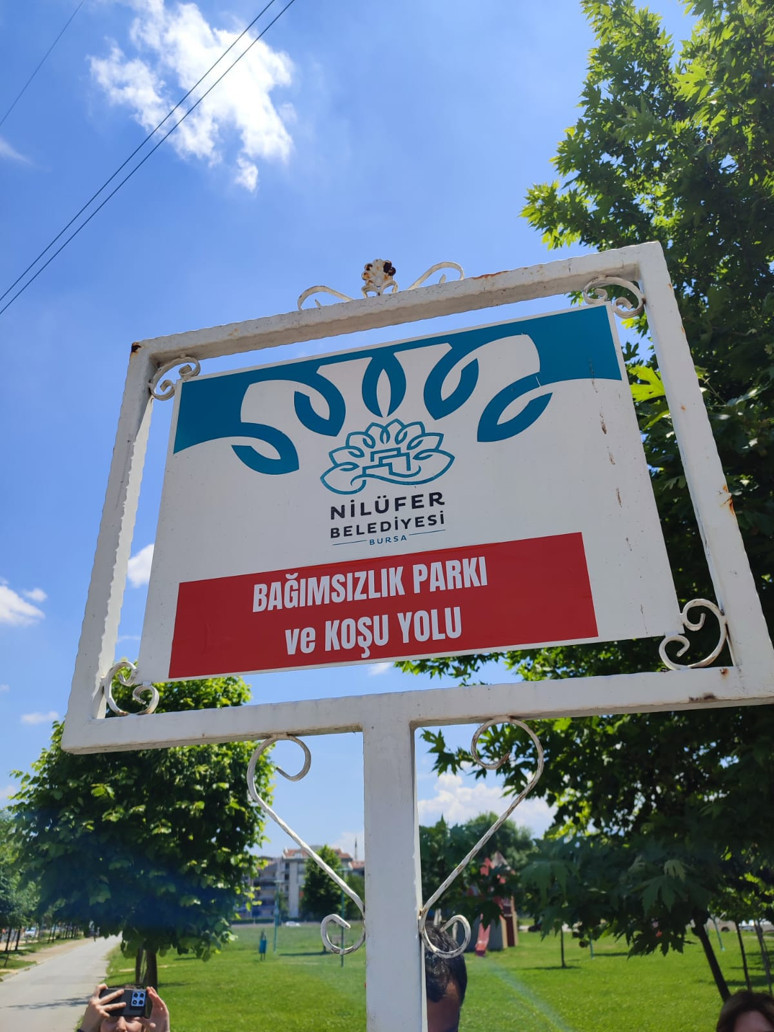 NİLÜFER
BELEDİYESİ
BURSA
BAĞIMSIZLIK PARKI
ve KOŞU YOLU